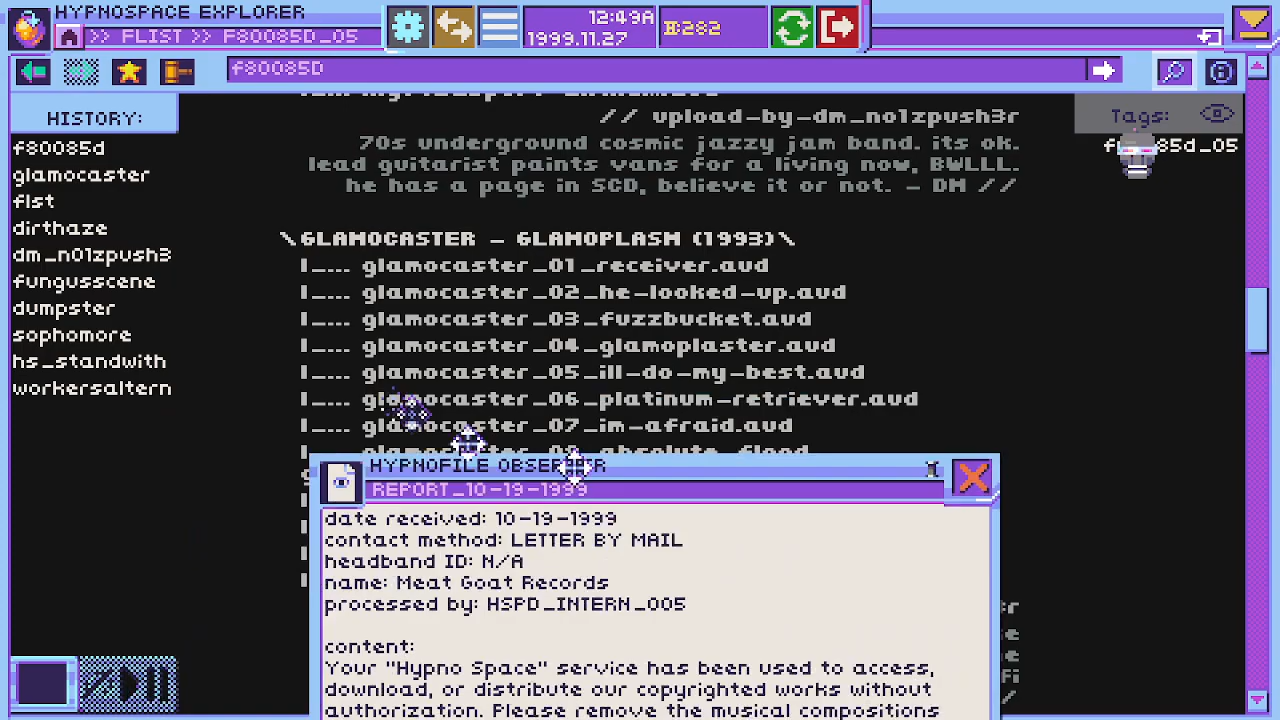 HYPNOSPACE EXPLORER
>> FLIST >> F80085D_05
12:49A
1999.11.27
282
f80085D
HISTORY:
f80085d
glamocaster
flst
dirthaze
dm_n01zpush3
fungusscene
dumpster
sophomore
hs_standwith
workersaltern
Tags:
// upload-by-dm_no1zpush3r
70s underground cosmic jazzy jam band. its ok.
lead guitarist paints vans for a living now, BWLLL.
he has a page in SCD, believe it or not. - DM //
\GLAMOCASTER - GLAMOPLASM (1993)\
|_... glamocaster_01_receiver.aud
|_... glamocaster_02_he-looked-up.aud
|_... glamocaster_03_fuzzbucket.aud
|_... glamocaster_04_glamoplaster.aud
|_... glamocaster_05_ill-do-my-best.aud
|_... glamocaster_06_platinum-retriever.aud
|_... glamocaster_07_im-afraid.aud
HYPNOFILE OBSERVER
REPORT_10-19-1999
date received: 10-19-1999
contact method: LETTER BY MAIL
headband ID: N/A
name: Meat Goat Records
processed by: HSPD_INTERN_005
content:
Your "Hypno Space" service has been used to access,
download, or distribute our copyrighted works without
authorization. Please remove the musical compositions